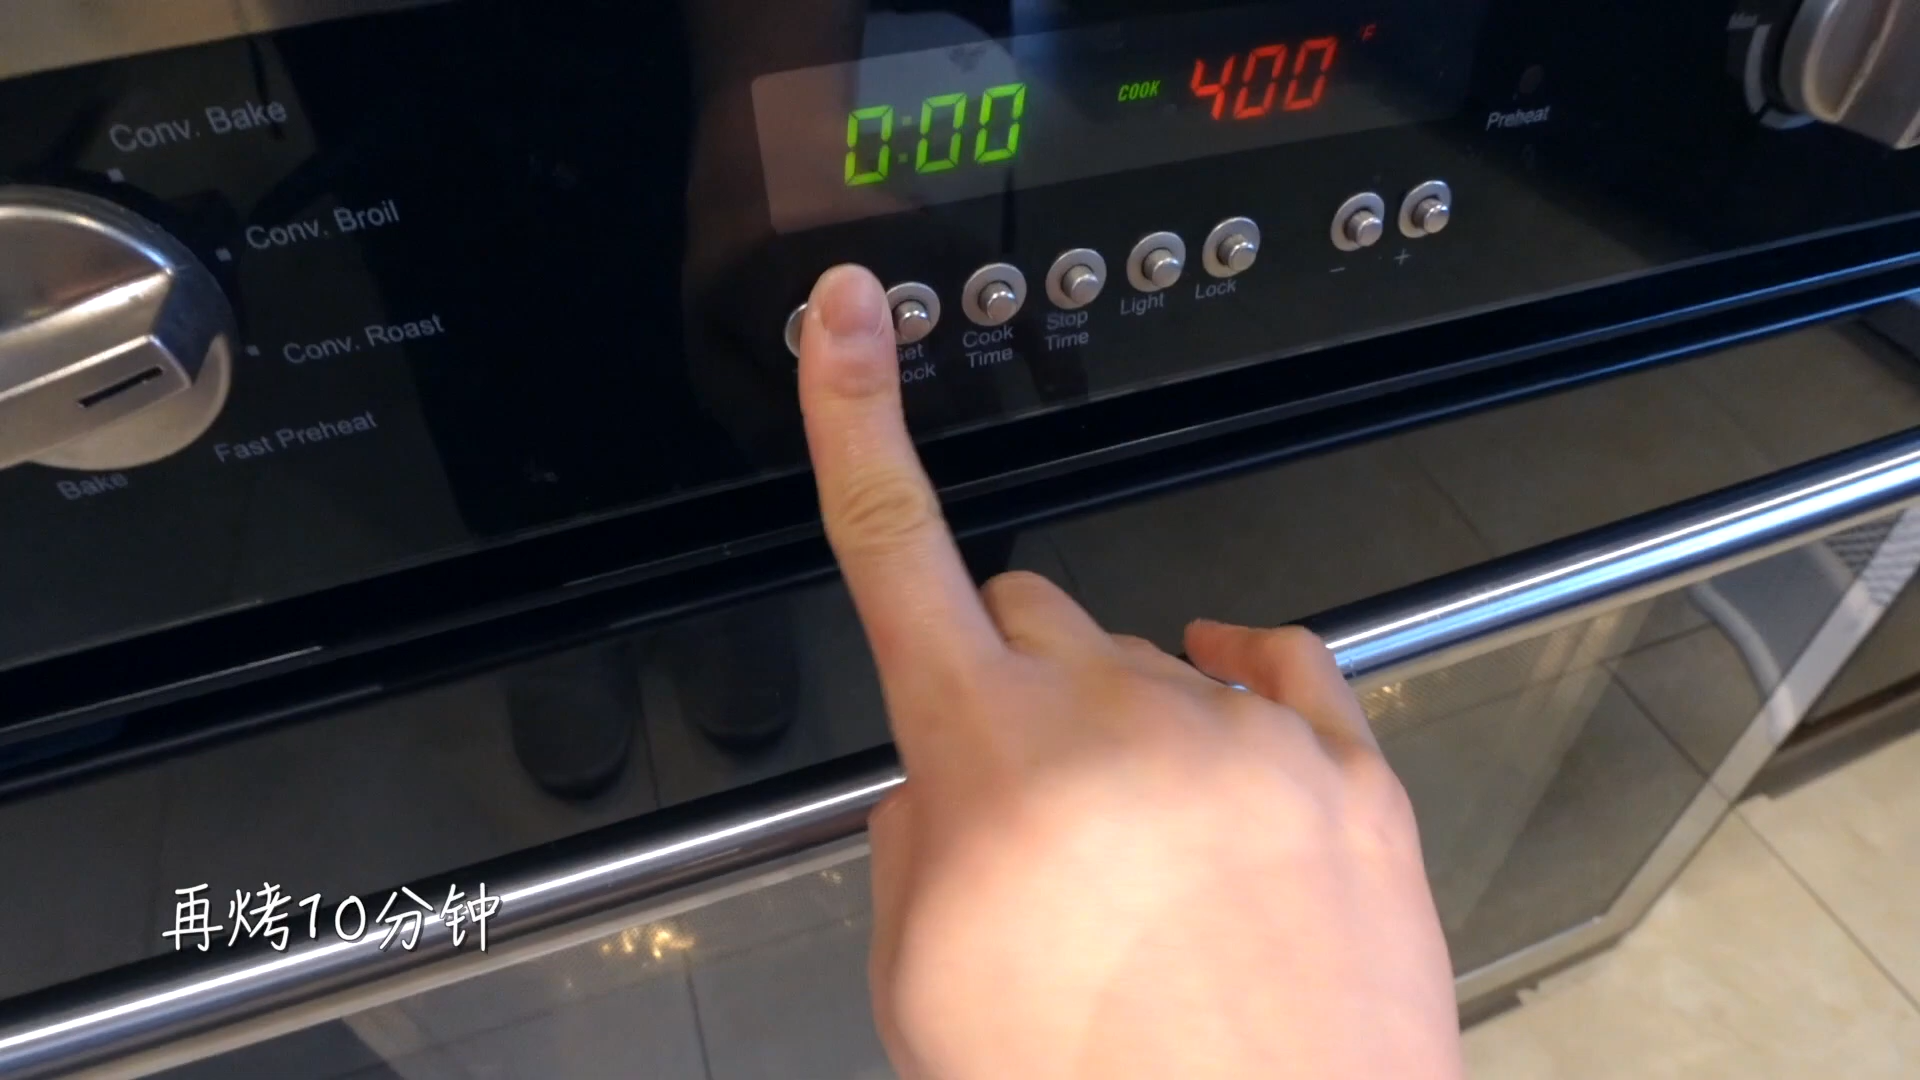 Conv. Bake
Conv. Broil
Conv. Roast
Fast Preheat
Bake
0:00
COOK
400 °F
Preheat
Cook
Time
Stop
Time
Light
Lock
- +
再烤10分钟